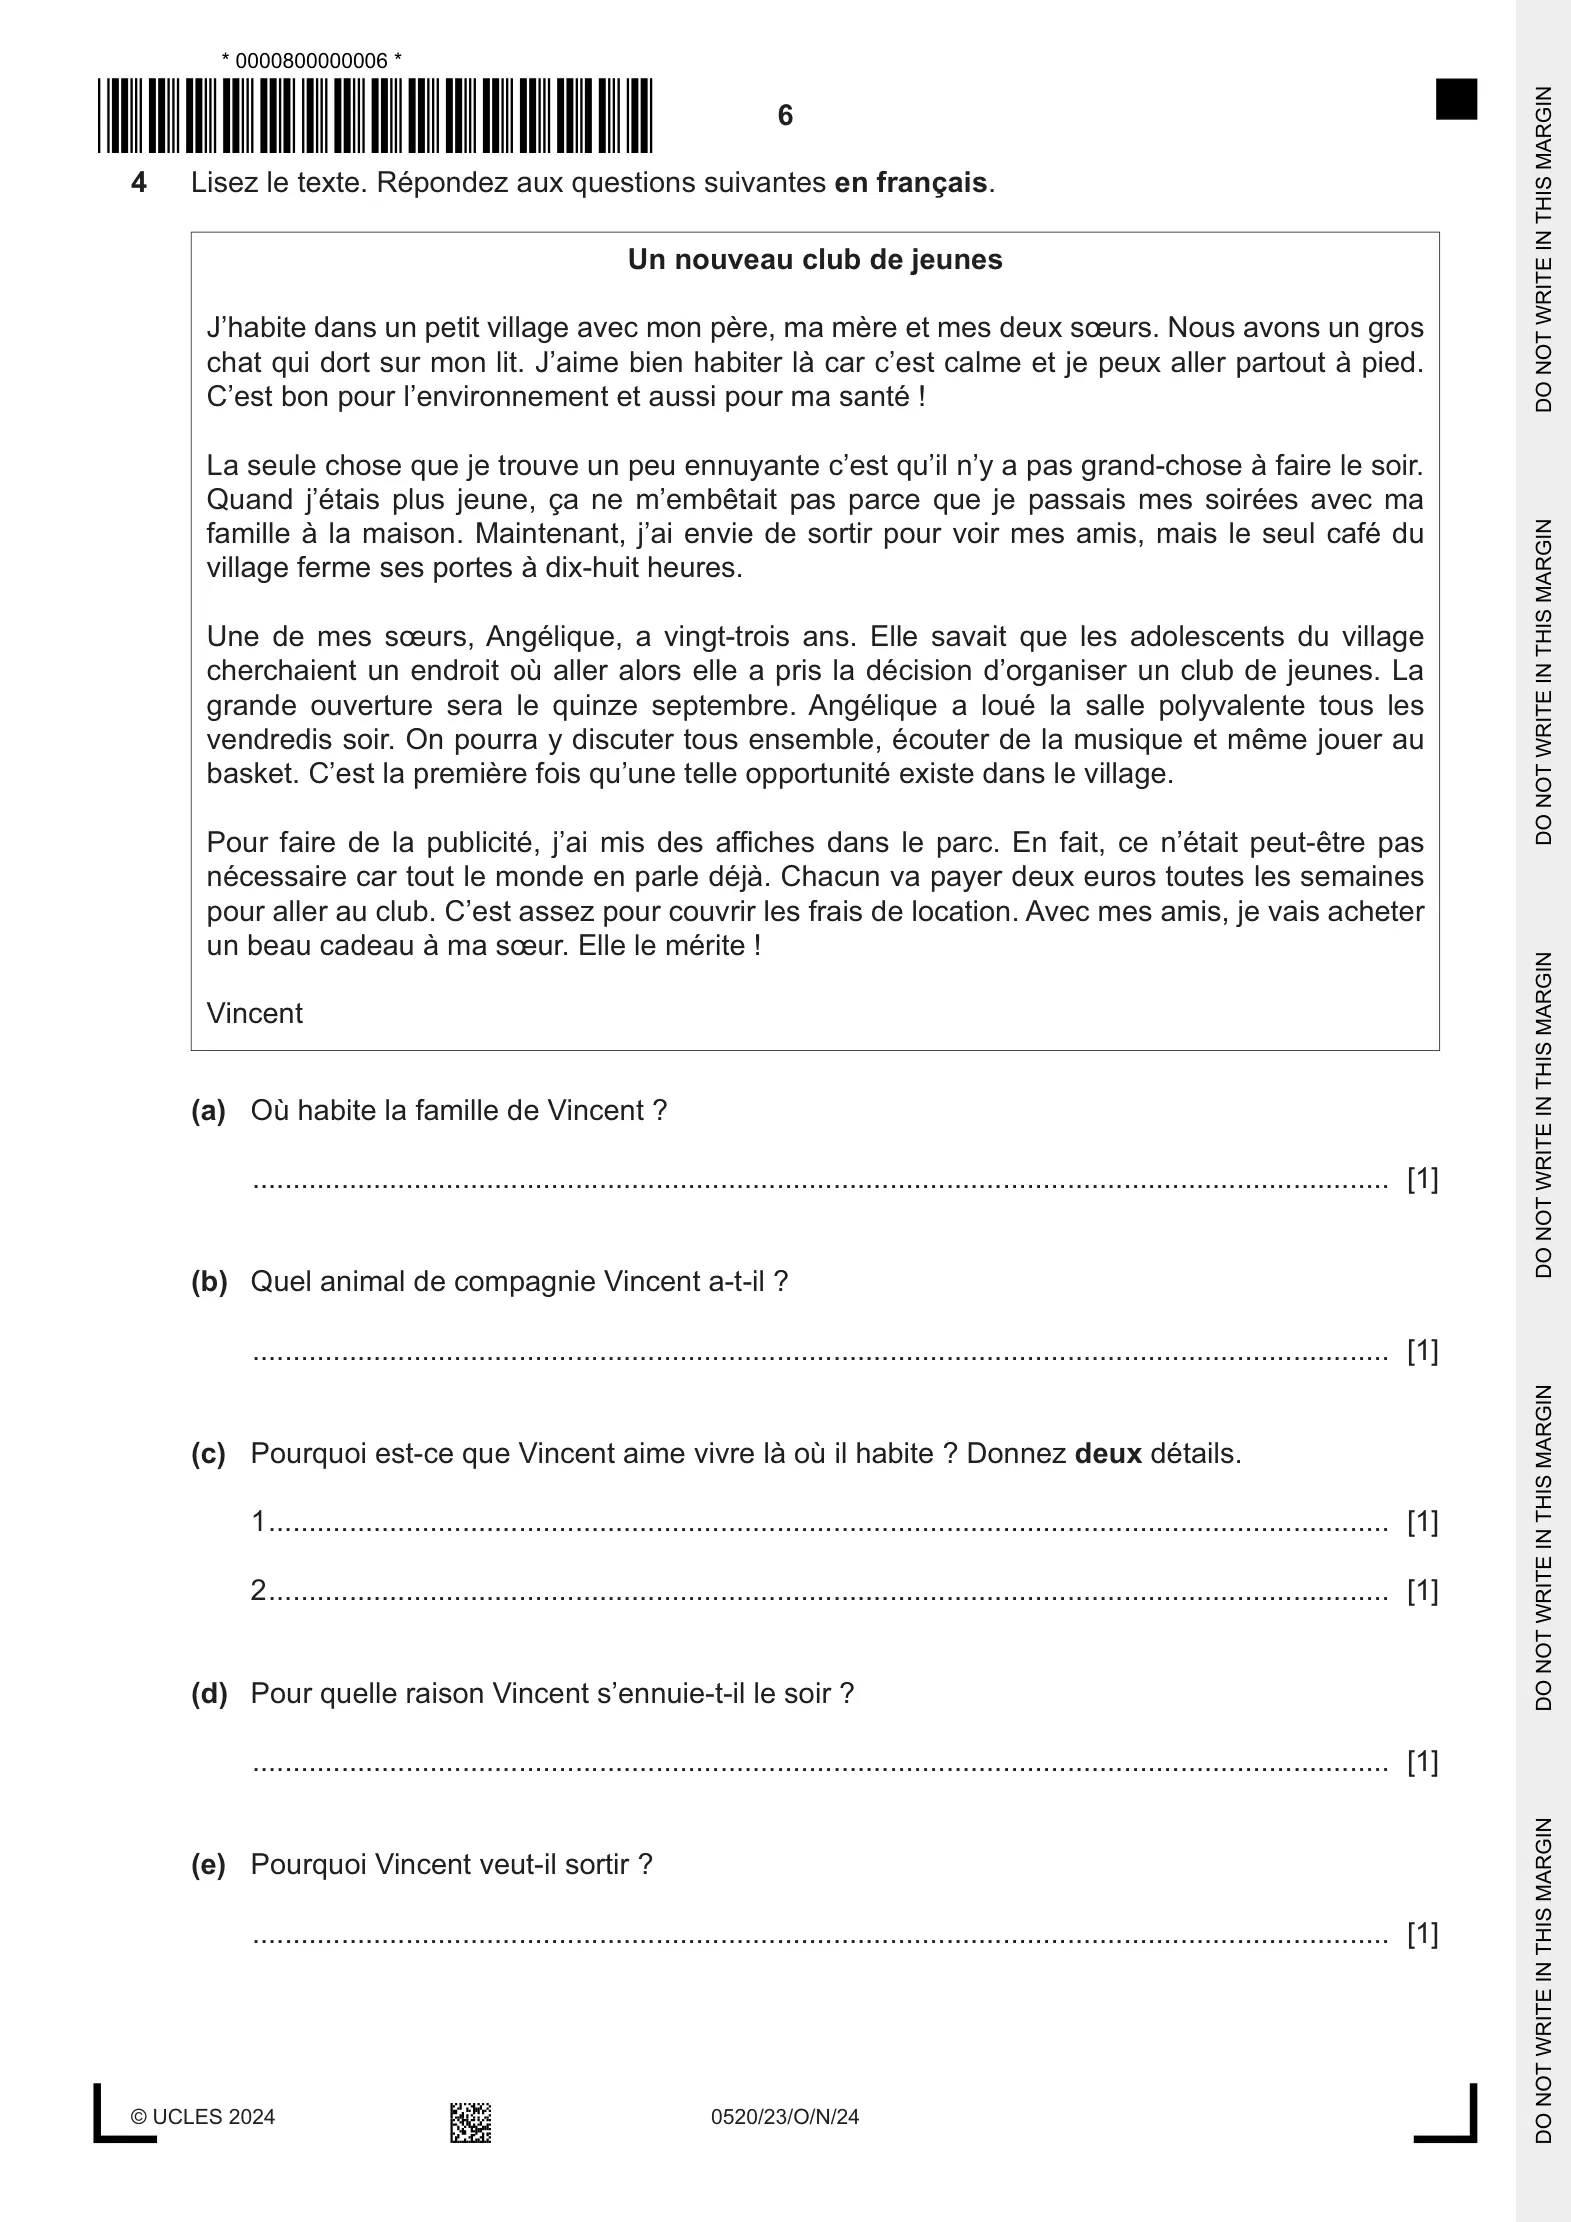 * 0000800000006 *
6
4 Lisez le texte. Répondez aux questions suivantes en français.
Un nouveau club de jeunes
J’habite dans un petit village avec mon père, ma mère et mes deux sœurs. Nous avons un gros
chat qui dort sur mon lit. J’aime bien habiter là car c’est calme et je peux aller partout à pied.
C’est bon pour l’environnement et aussi pour ma santé !
La seule chose que je trouve un peu ennuyante c’est qu’il n’y a pas grand-chose à faire le soir.
Quand j’étais plus jeune, ça ne m’embêtait pas parce que je passais mes soirées avec ma
famille à la maison. Maintenant, j’ai envie de sortir pour voir mes amis, mais le seul café du
village ferme ses portes à dix-huit heures.
Une de mes sœurs, Angélique, a vingt-trois ans. Elle savait que les adolescents du village
cherchaient un endroit où aller alors elle a pris la décision d’organiser un club de jeunes. La
grande ouverture sera le quinze septembre. Angélique a loué la salle polyvalente tous les
vendredis soir. On pourra y discuter tous ensemble, écouter de la musique et même jouer au
basket. C’est la première fois qu’une telle opportunité existe dans le village.
Pour faire de la publicité, j’ai mis des affiches dans le parc. En fait, ce n’était peut-être pas
nécessaire car tout le monde en parle déjà. Chacun va payer deux euros toutes les semaines
pour aller au club. C’est assez pour couvrir les frais de location. Avec mes amis, je vais acheter
un beau cadeau à ma sœur. Elle le mérite !
Vincent
(a) Où habite la famille de Vincent ?
[1]
(b) Quel animal de compagnie Vincent a-t-il ?
[1]
(c) Pourquoi est-ce que Vincent aime vivre là où il habite ? Donnez deux détails.
1 [1]
2 [1]
(d) Pour quelle raison Vincent s’ennuie-t-il le soir ?
[1]
(e) Pourquoi Vincent veut-il sortir ?
[1]
© UCLES 2024
0520/23/O/N/24
DO NOT WRITE IN THIS MARGIN
DO NOT WRITE IN THIS MARGIN
DO NOT WRITE IN THIS MARGIN
DO NOT WRITE IN THIS MARGIN
DO NOT WRITE IN THIS MARGIN